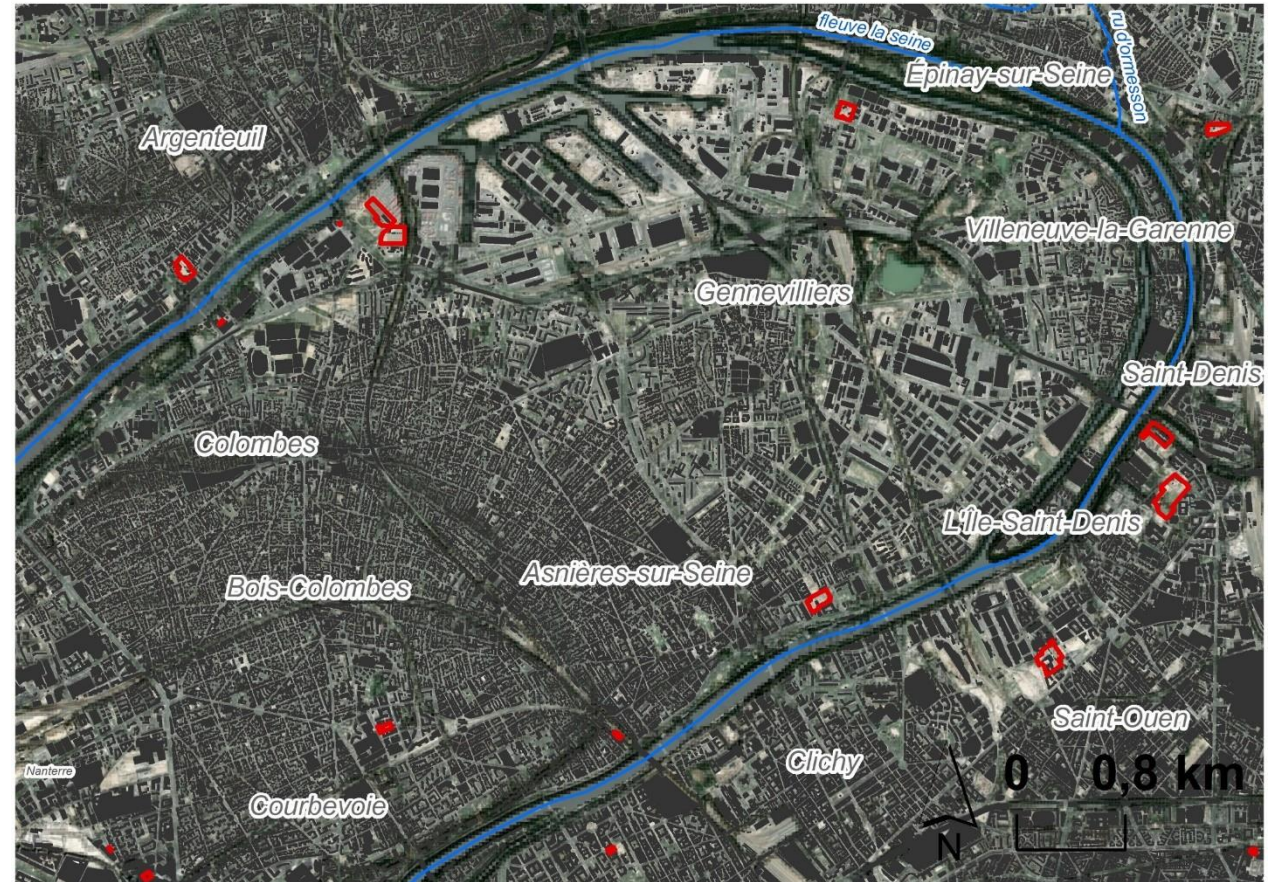 fleuve la seine
ru d'ormesson
Épinay-sur-Seine
Argenteuil
Villeneuve-la-Garenne
Gennevilliers
Saint-Denis
Colombes
L'Île-Saint-Denis
Asnières-sur-Seine
Bois-Colombes
Saint-Ouen
Clichy
Nanterre
0 0,8 km
Courbevoie
N